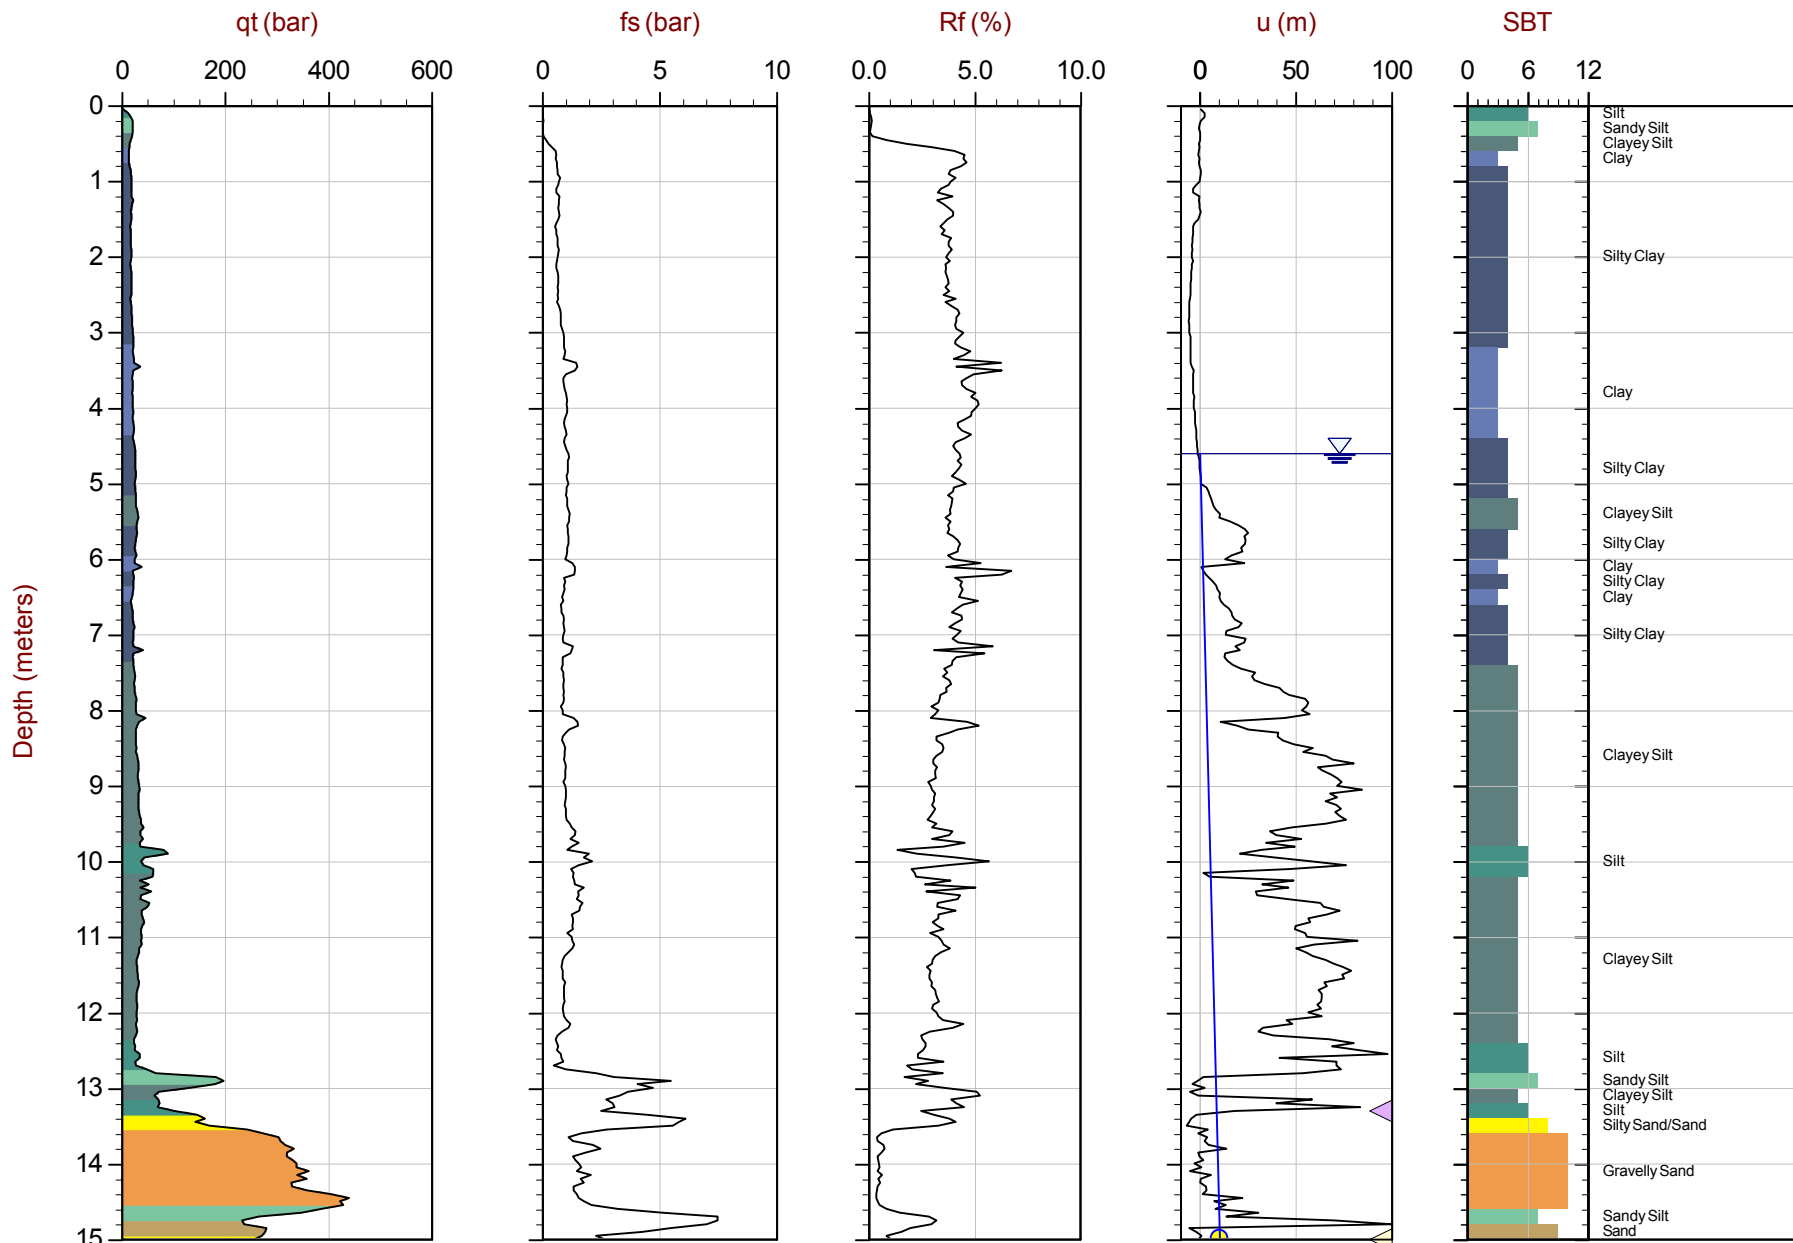 qt (bar) fs (bar) Rf (%) u (m) SBT
0 200 400 600 0 5 10 0.0 5.0 10.0 0 50 100 0 6 12
0
Silt
Sandy Silt
Clayey Silt
Clay
1
2 Silty Clay
3
Clay
4
Silty Clay
5
Clayey Silt
Silty Clay
6
Clay
Silty Clay
Clay
7 Silty Clay
8
Clayey Silt
9
10 Silt
11
Clayey Silt
12
Silt
Sandy Silt
13
Clayey Silt
Silt
Silty Sand/Sand
14
Gravelly Sand
Sandy Silt
Sand
15
Depth (meters)